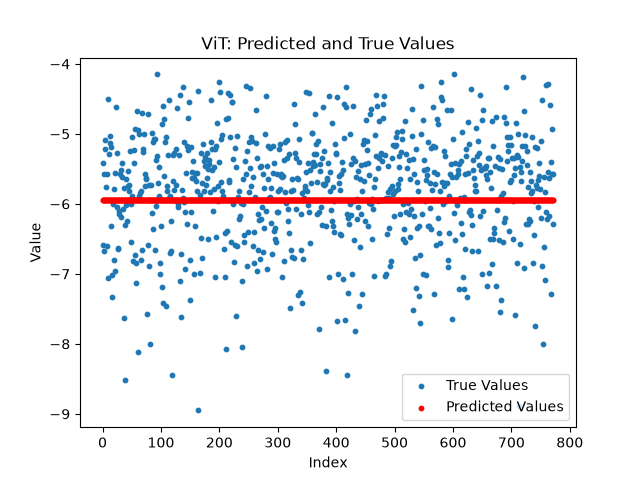 ViT: Predicted and True Values
−4
−5
−6
−7
−8
−9
Value
0 100 200 300 400 500 600 700 800
Index
True Values
Predicted Values